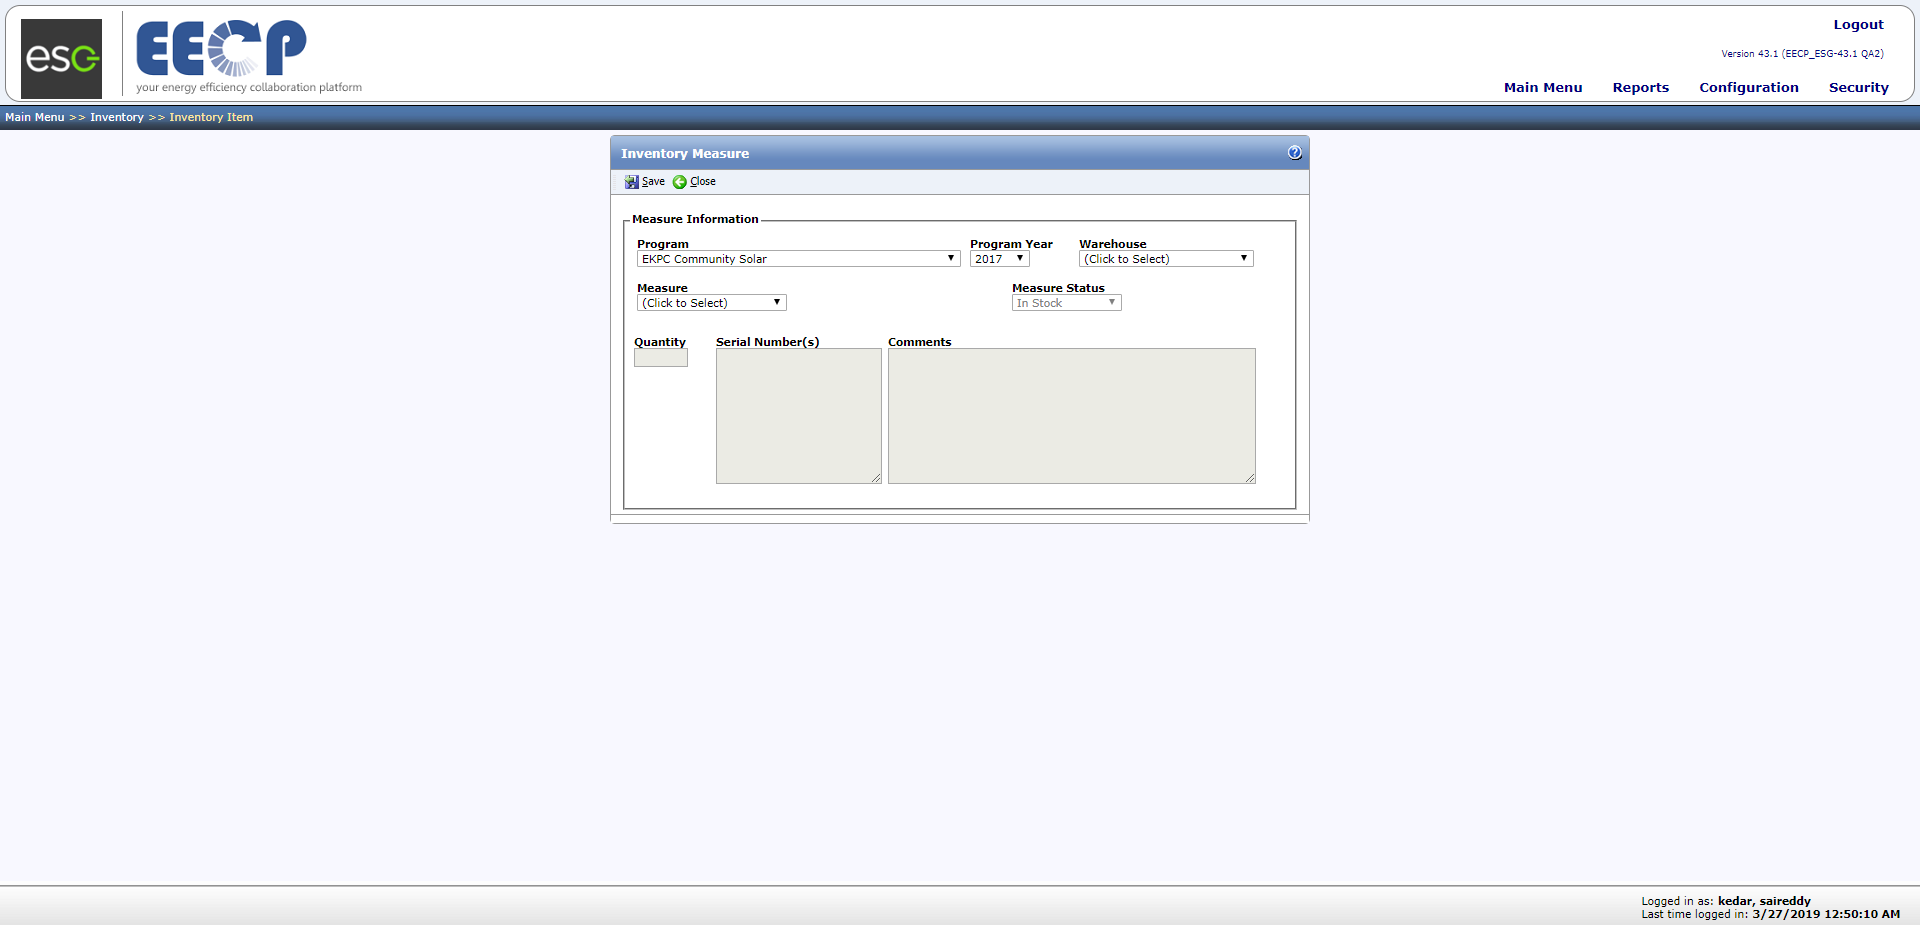 esg
EECP
your energy efficiency collaboration platform
Logout
Version 43.1 (EECP_ESG-43.1 QA2)
Main Menu Reports Configuration Security
Main Menu >> Inventory >> Inventory Item
Inventory Measure
Save Close
Measure Information
Program Program Year Warehouse
EKPC Community Solar 2017 (Click to Select)
Measure Measure Status
(Click to Select) In Stock
Quantity Serial Number(s) Comments
Logged in as: kedar, saireddy
Last time logged in: 3/27/2019 12:50:10 AM